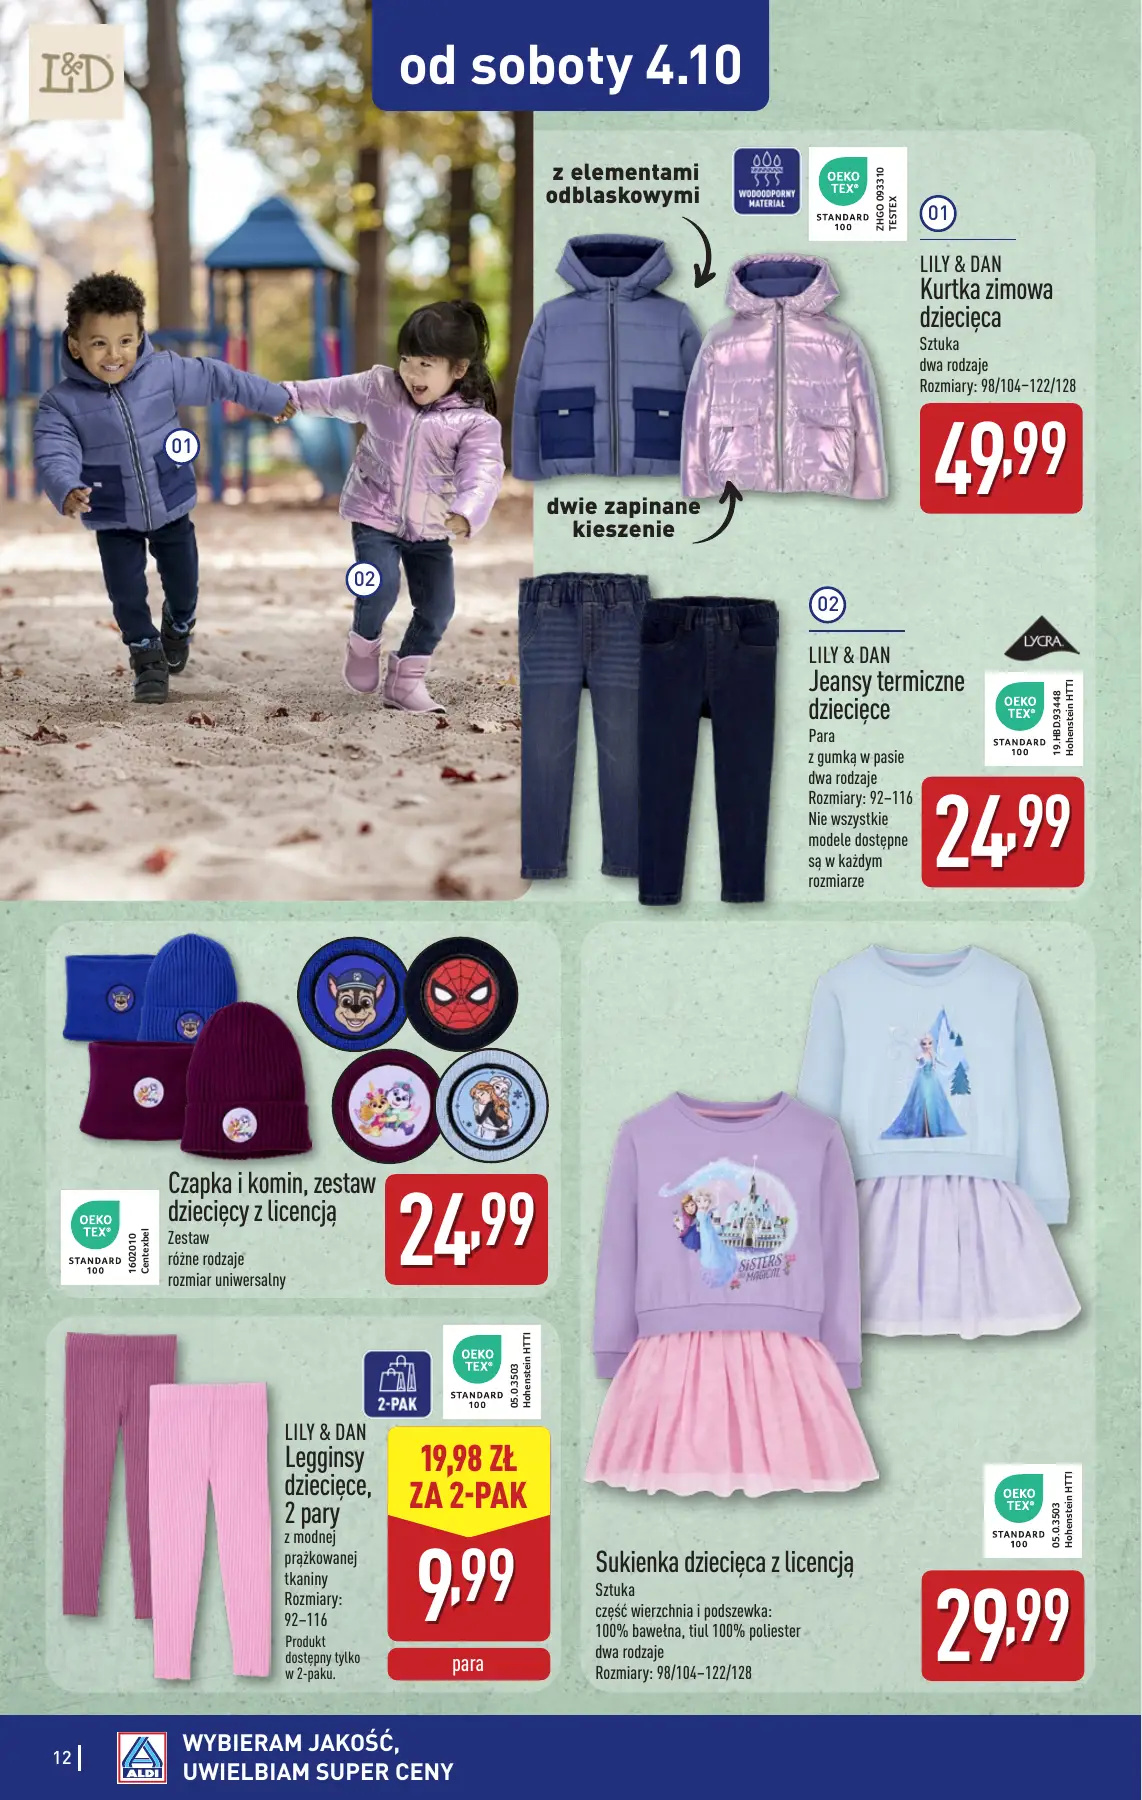 L&D
od soboty 4.10
z elementami
odblaskowymi
WODOODPORNY
MATERIAŁ
OEKO
TEX®
STANDARD
100
ZHGO 093310
TESTEX
01
LILY & DAN
Kurtka zimowa
dziecięca
Sztuka
dwa rodzaje
Rozmiary: 98/104–122/128
49,99
01
02
dwie zapinane
kieszenie
02
LILY & DAN
Jeansy termiczne
dziecięce
Para
z gumką w pasie
dwa rodzaje
Rozmiary: 92–116
Nie wszystkie
modele dostępne
są w każdym
rozmiarze
LYCRA
OEKO
TEX®
STANDARD
100
19.HBD.93448
Hohenstein HTTI
24,99
Czapka i komin, zestaw
dziecięcy z licencją
Zestaw
różne rodzaje
rozmiar uniwersalny
OEKO
TEX®
STANDARD
100
1602010
Centexbel
24,99
2-PAK
OEKO
TEX®
STANDARD
100
05.0.3503
Hohenstein HTTI
LILY & DAN
Legginsy
dziecięce,
2 pary
z modnej
prążkowanej
tkaniny
Rozmiary:
92–116
Produkt
dostępny tylko
w 2-paku.
19,98 ZŁ
ZA 2-PAK
9,99
para
SISTERS
MAGICAL
Sukienka dziecięca z licencją
Sztuka
część wierzchnia i podszewka:
100% bawełna, tiul 100% poliester
dwa rodzaje
Rozmiary: 98/104–122/128
OEKO
TEX®
STANDARD
100
05.0.3503
Hohenstein HTTI
29,99
12
ALDI
WYBIERAM JAKOŚĆ,
UWIELBIAM SUPER CENY